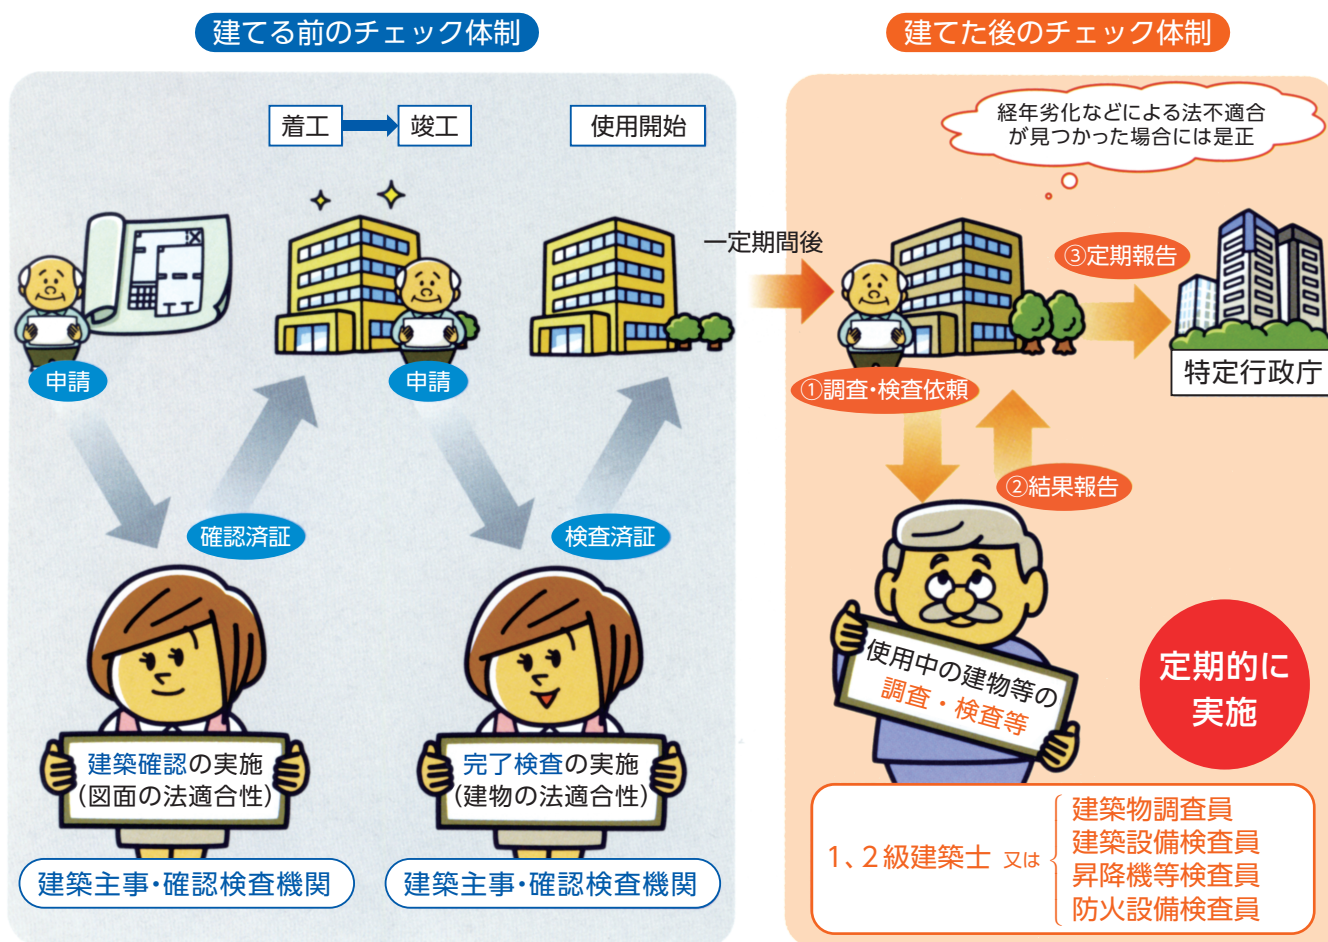 建てる前のチェック体制
着工
竣工
使用開始
申請
申請
確認済証
検査済証
建築確認の実施
(図面の法適合性)
完了検査の実施
(建物の法適合性)
建築主事・確認検査機関
建築主事・確認検査機関
一定期間後
建てた後のチェック体制
経年劣化などによる法不適合
が見つかった場合には是正
③定期報告
特定行政庁
①調査・検査依頼
②結果報告
使用中の建物等の
調査・検査等
定期的に
実施
1、2級建築士 又は
建築物調査員
建築設備検査員
昇降機等検査員
防火設備検査員